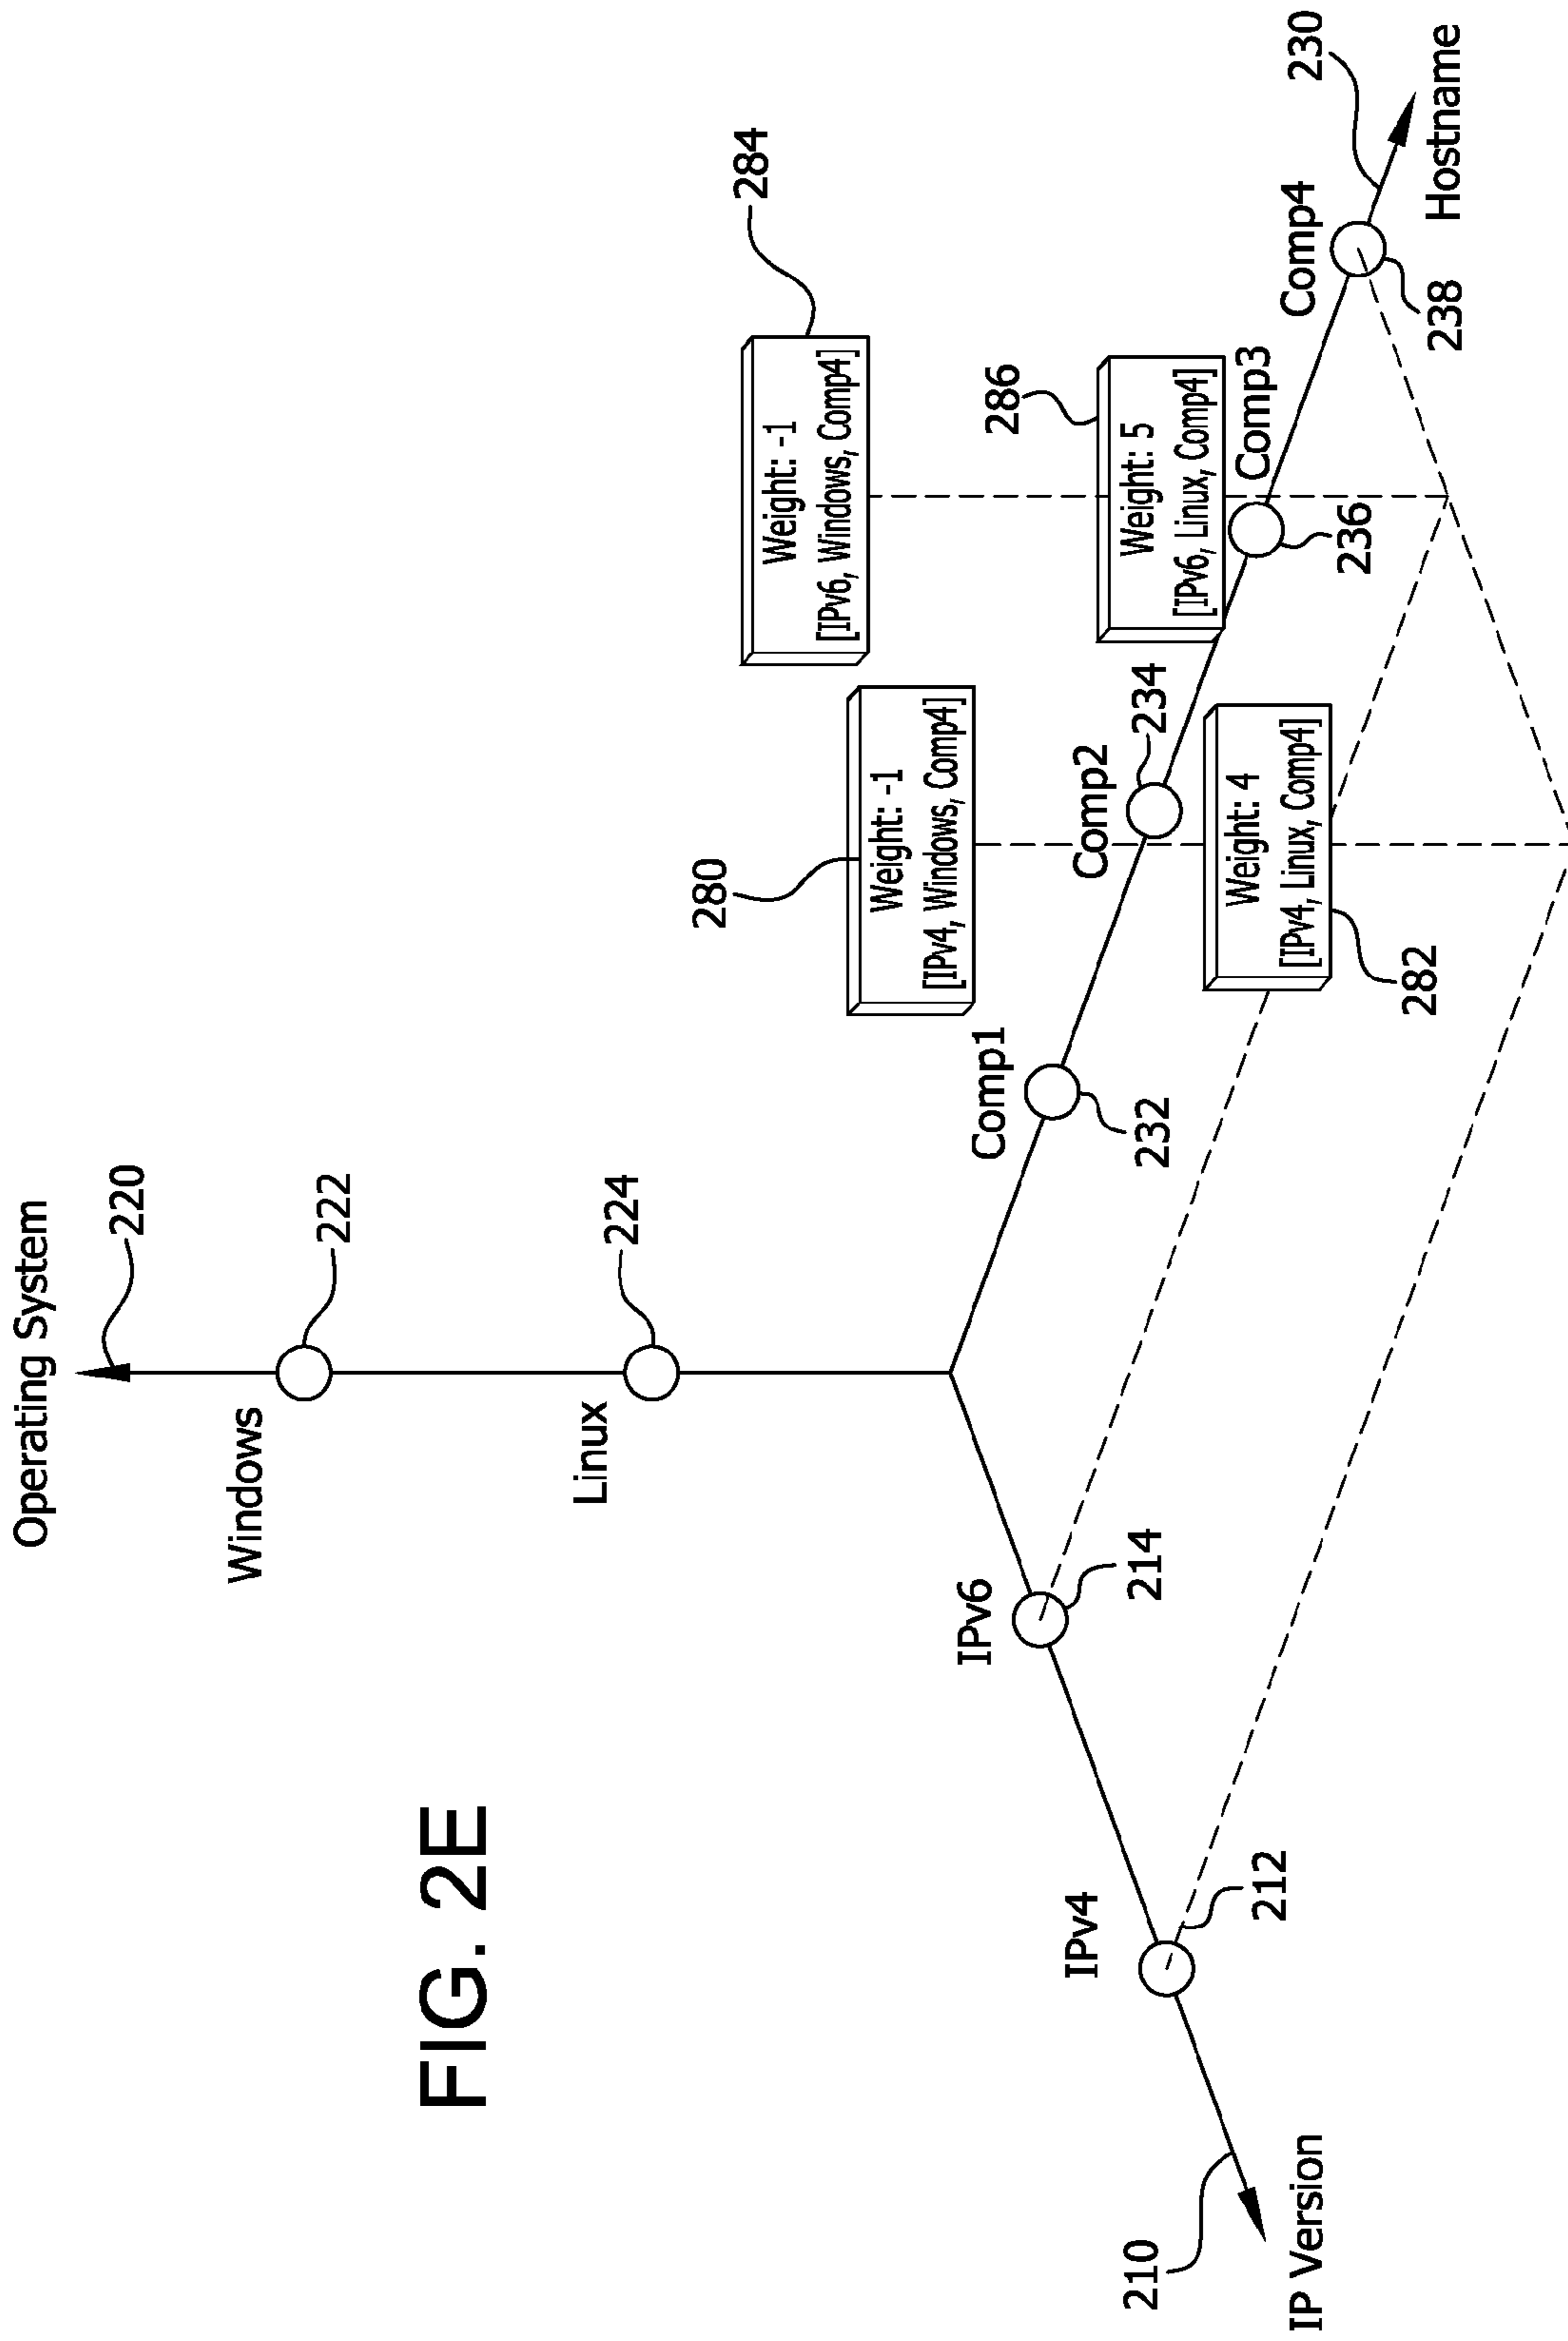 Operating System
220
Windows
222
Linux
224
FIG. 2E
284
Weight: -1
[IPv6, Windows, Comp4]
280
Weight: -1
[IPv4, Windows, Comp4]
286
Weight: 5
[IPv6, Linux, Comp4]
Weight: 4
[IPv4, Linux, Comp4]
282
IPv6
214
Comp1
232
Comp2
234
Comp3
236
Comp4
238
230
Hostname
IPv4
212
210
IP Version